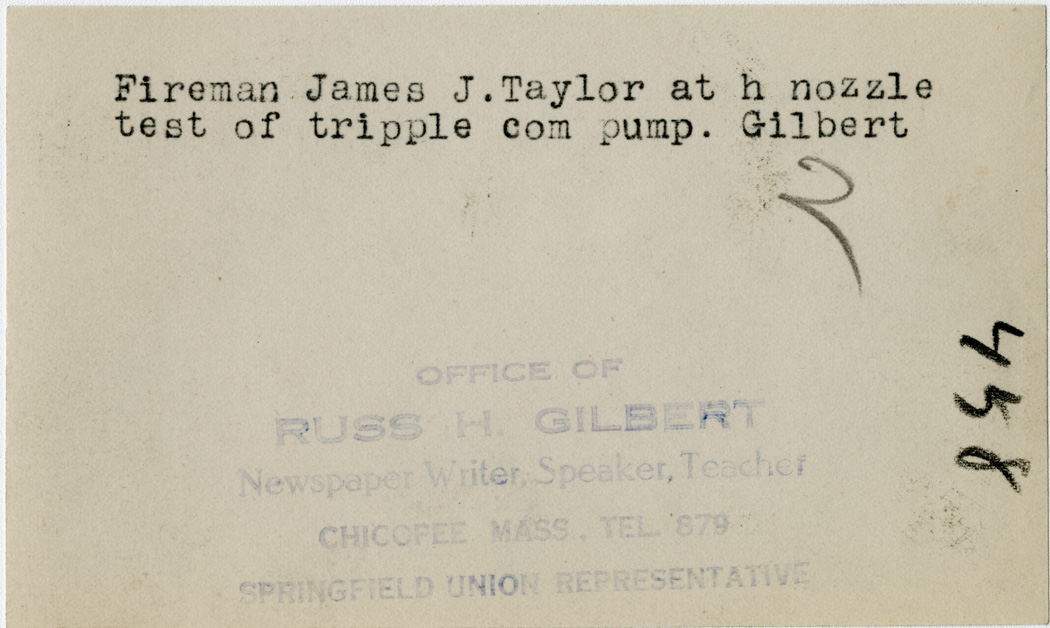 Fireman James J.Taylor at h nozzle
test of tripple com pump. Gilbert
OFFICE OF
RUSS H. GILBERT
Newspaper Writer, Speaker, Teacher
CHICOPEE MASS, TEL. 879
SPRINGFIELD UNION REPRESENTATIVE
458